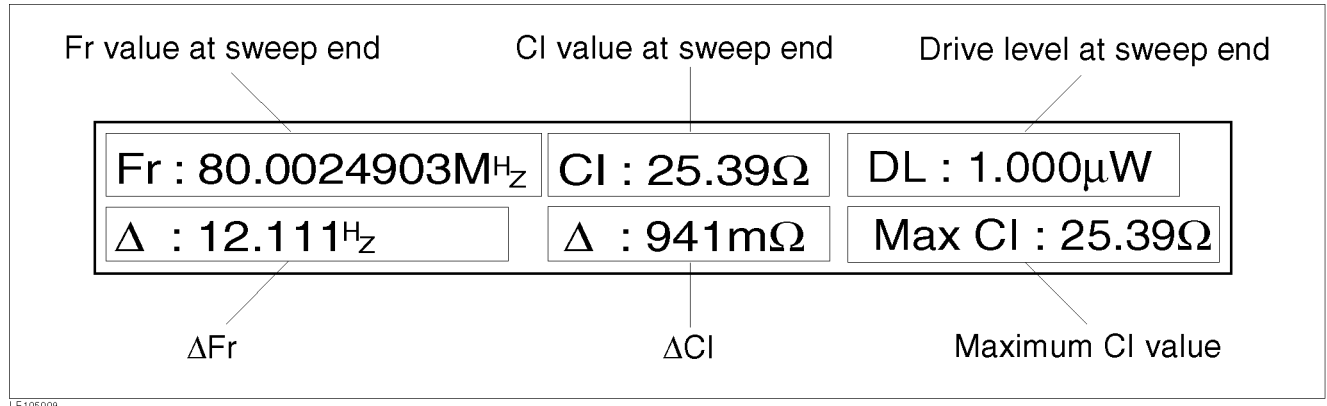 Fr value at sweep end CI value at sweep end Drive level at sweep end
Fr : 80.0024903MHz CI : 25.39Ω DL : 1.000μW
Δ : 12.111Hz Δ : 941mΩ Max CI : 25.39Ω
ΔFr ΔCI Maximum CI value